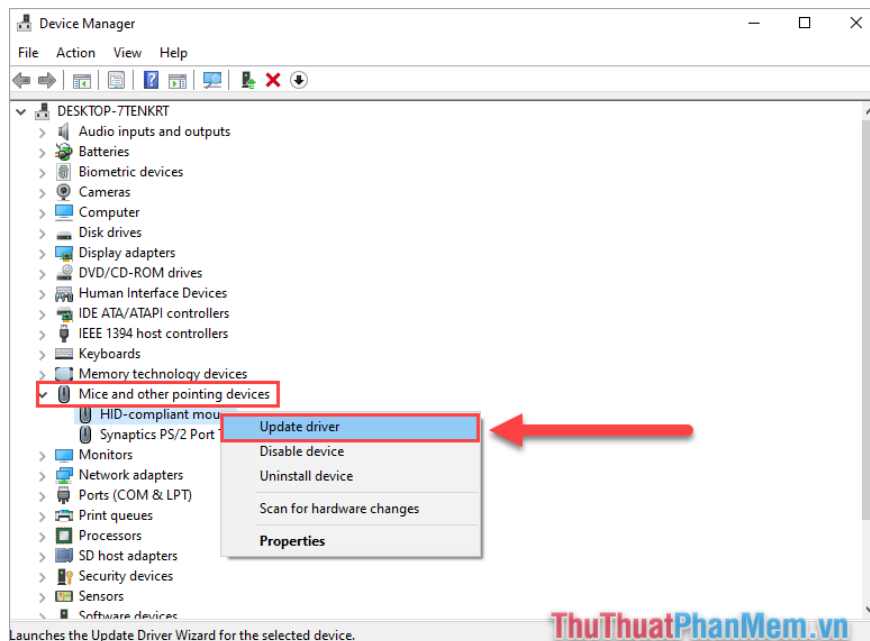 Device Manager
File Action View Help
DESKTOP-7TENKRT
Audio inputs and outputs
Batteries
Biometric devices
Cameras
Computer
Disk drives
Display adapters
DVD/CD-ROM drives
Human Interface Devices
IDE ATA/ATAPI controllers
IEEE 1394 host controllers
Keyboards
Memory technology devices
Mice and other pointing devices
HID-compliant mou
Synaptics PS/2 Port
Update driver
Disable device
Uninstall device
Scan for hardware changes
Properties
Monitors
Network adapters
Ports (COM & LPT)
Print queues
Processors
SD host adapters
Security devices
Sensors
Software devices
Launches the Update Driver Wizard for the selected device.
ThuThuatPhanMem.vn